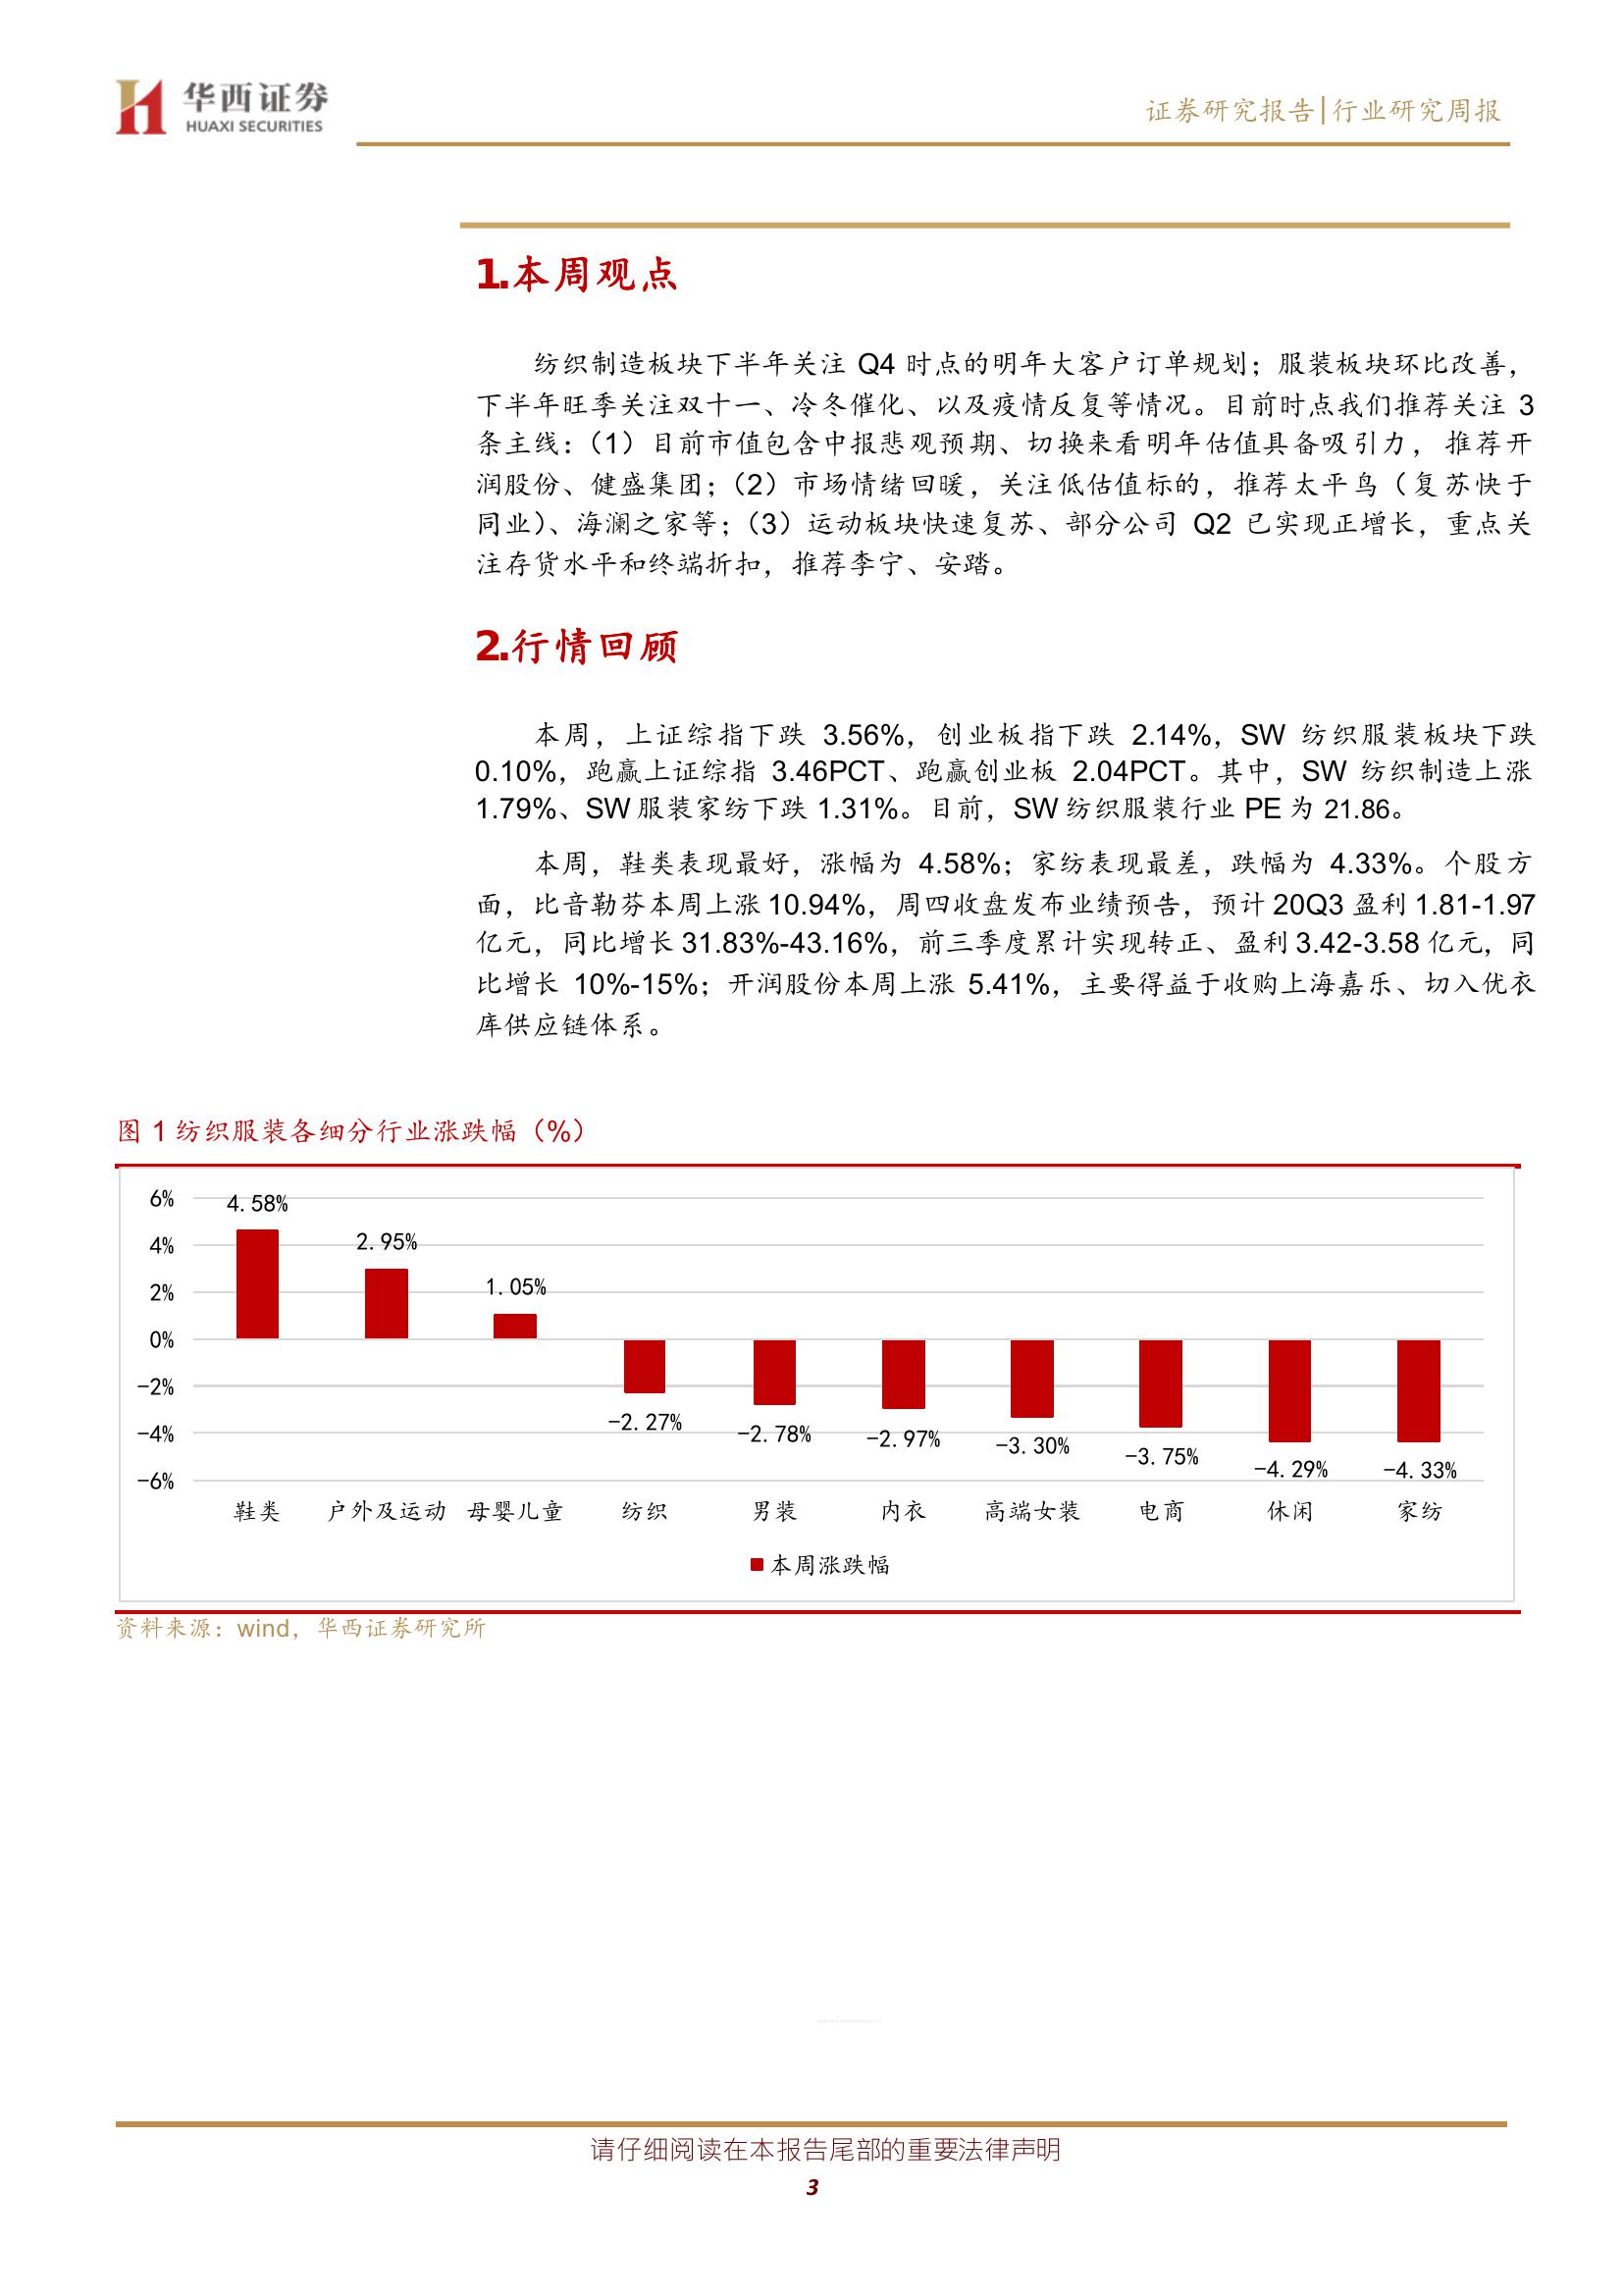 华西证券
HUAXI SECURITIES
证券研究报告|行业研究周报
1.本周观点
纺织制造板块下半年关注 Q4 时点的明年大客户订单规划；服装板块环比改善，
下半年旺季关注双十一、冷冬催化、以及疫情反复等情况。目前时点我们推荐关注 3
条主线：（1）目前市值包含中报悲观预期、切换来看明年估值具备吸引力，推荐开
润股份、健盛集团；（2）市场情绪回暖，关注低估值标的，推荐太平鸟（复苏快于
同业）、海澜之家等；（3）运动板块快速复苏、部分公司 Q2 已实现正增长，重点关
注存货水平和终端折扣，推荐李宁、安踏。
2.行情回顾
本周，上证综指下跌 3.56%，创业板指下跌 2.14%，SW 纺织服装板块下跌
0.10%，跑赢上证综指 3.46PCT、跑赢创业板 2.04PCT。其中，SW 纺织制造上涨
1.79%、SW 服装家纺下跌 1.31%。目前，SW 纺织服装行业 PE 为 21.86。
本周，鞋类表现最好，涨幅为 4.58%；家纺表现最差，跌幅为 4.33%。个股方
面，比音勒芬本周上涨 10.94%，周四收盘发布业绩预告，预计 20Q3 盈利 1.81-1.97
亿元，同比增长 31.83%-43.16%，前三季度累计实现转正、盈利 3.42-3.58 亿元，同
比增长 10%-15%；开润股份本周上涨 5.41%，主要得益于收购上海嘉乐、切入优衣
库供应链体系。
图 1 纺织服装各细分行业涨跌幅（%）
6%
4%
2%
0%
-2%
-4%
-6%
4.58%
2.95%
1.05%
-2.27%
-2.78%
-2.97%
-3.30%
-3.75%
-4.29%
-4.33%
鞋类 户外及运动 母婴儿童 纺织 男装 内衣 高端女装 电商 休闲 家纺
本周涨跌幅
资料来源：wind，华西证券研究所
请仔细阅读在本报告尾部的重要法律声明
3